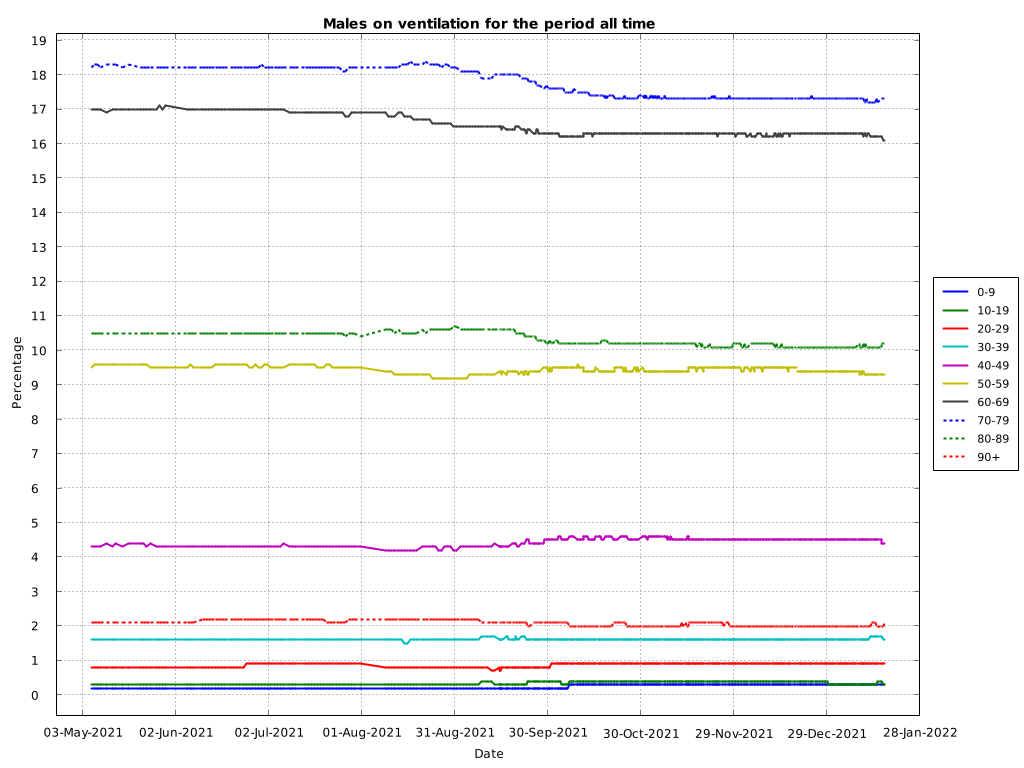 Males on ventilation for the period all time
Percentage
19
18
17
16
15
14
13
12
11
10
9
8
7
6
5
4
3
2
1
0
03-May-2021
02-Jun-2021
02-Jul-2021
01-Aug-2021
31-Aug-2021
30-Sep-2021
30-Oct-2021
29-Nov-2021
29-Dec-2021
28-Jan-2022
Date
0-9
10-19
20-29
30-39
40-49
50-59
60-69
70-79
80-89
90+